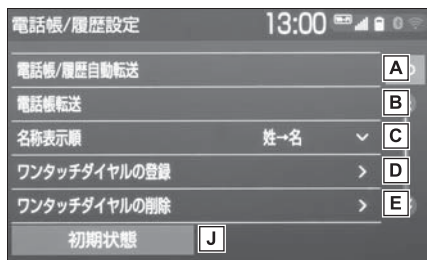 電話帳/履歴設定 13:00
電話帳/履歴自動転送 A
電話帳転送 B
名称表示順 姓→名 C
ワンタッチダイヤルの登録 D
ワンタッチダイヤルの削除 E
初期状態 J